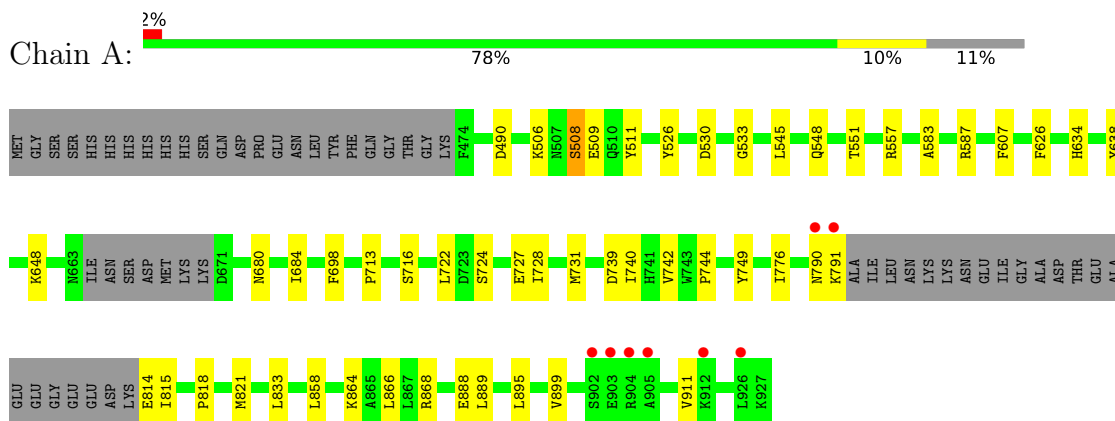 2%
Chain A:
78% 10% 11%
MET GLY SER SER HIS HIS HIS HIS HIS HIS SER GLN ASP PRO GLU ASN LEU TYR PHE GLN GLY THR GLY LYS F474 D490 K506 N507 S508 E509 Q510 Y511 Y526 D530 G533 L545 Q548 T551 R557 A583 R587 F607 F626 H634
K648 N663 ILE ASN SER ASP MET LYS LYS D671 N680 I684 F698 P713 S716 L722 D723 S724 E727 I728 M731 D739 I740 H741 V742 W743 P744 Y749 I776 N790 K791 ALA ILE LEU ASN LYS LYS ASN GLU ILE GLY ALA ASP THR GLU ALA
GLU GLU GLY GLU GLU ASP LYS E814 I815 P818 M821 L833 L858 K864 A865 L866 L867 R868 E888 L889 L895 V899 S902 E903 R904 A905 V911 K912 L926 K927